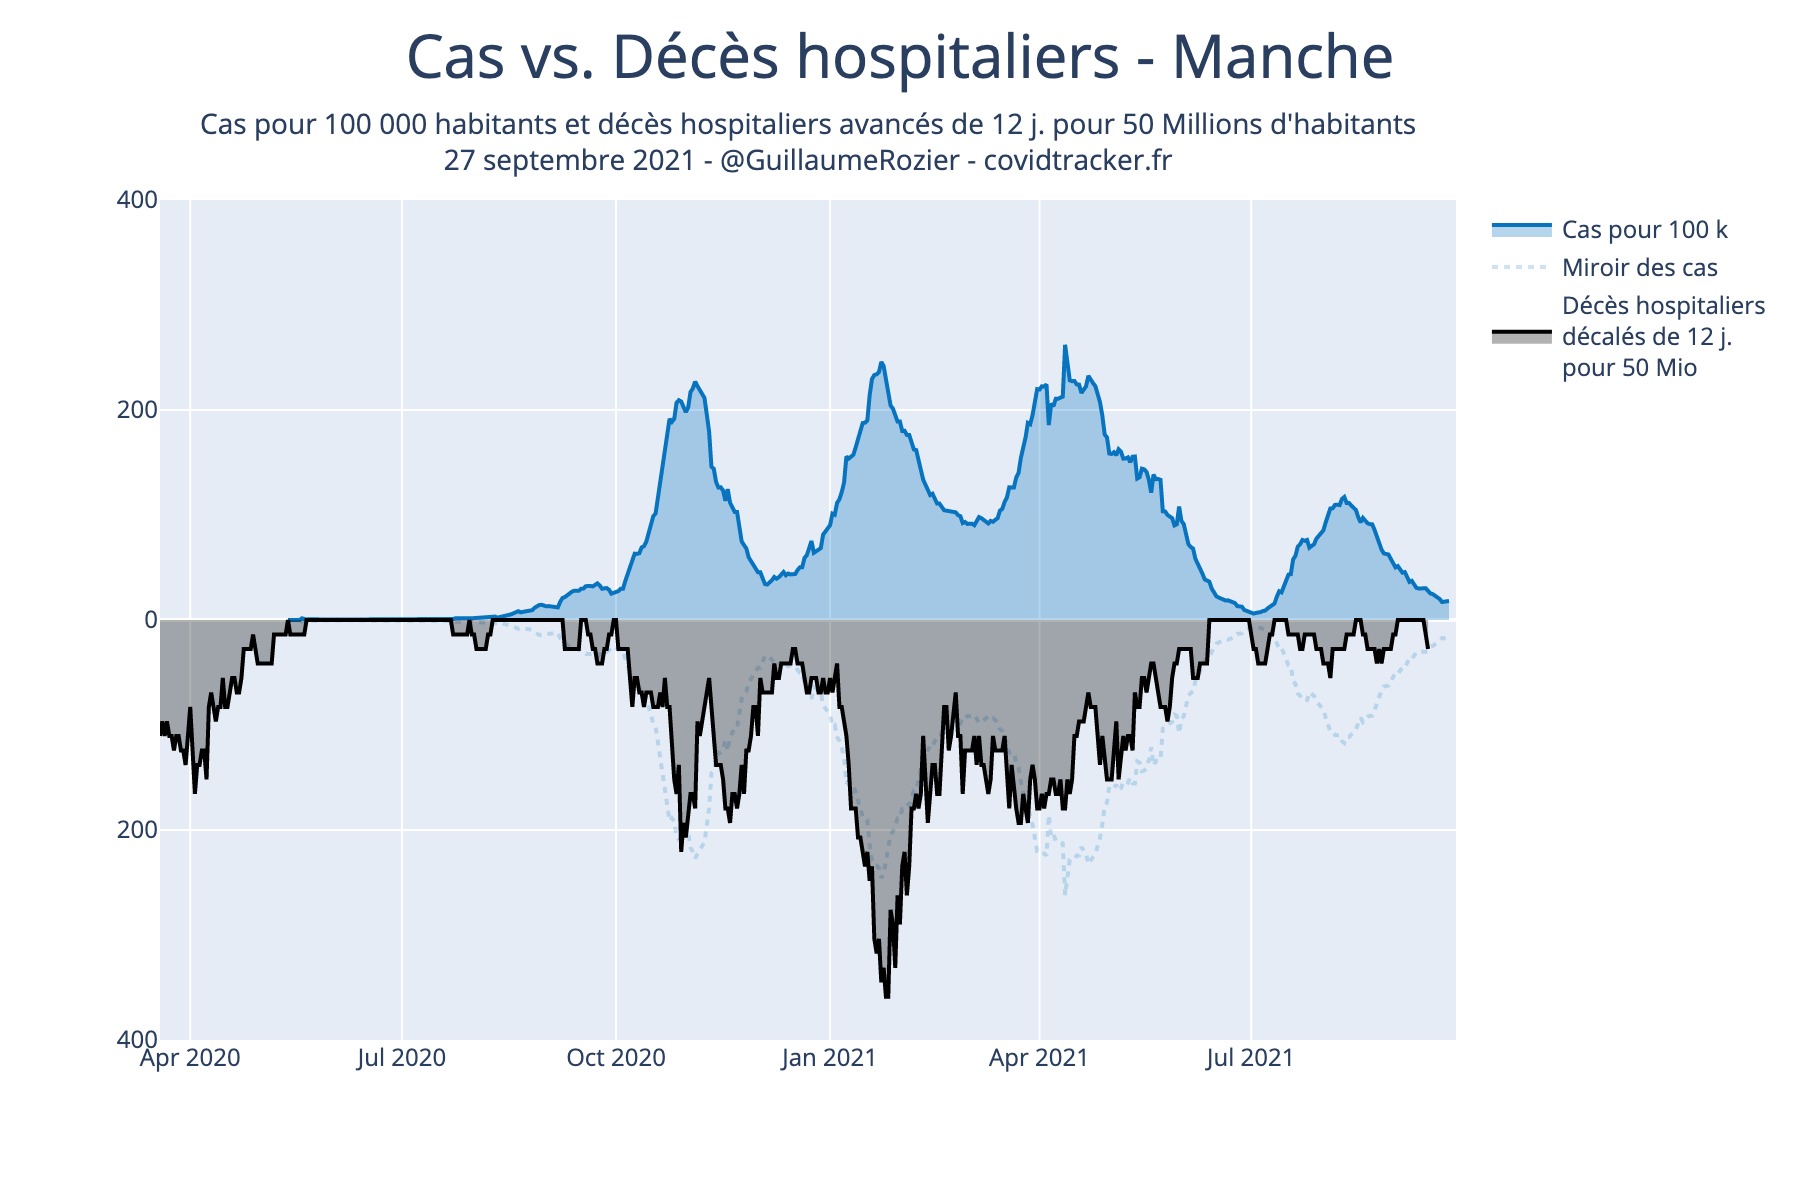 Cas vs. Décès hospitaliers - Manche
Cas pour 100 000 habitants et décès hospitaliers avancés de 12 j. pour 50 Millions d'habitants
27 septembre 2021 - @GuillaumeRozier - covidtracker.fr
400
200
0
200
400
Apr 2020
Jul 2020
Oct 2020
Jan 2021
Apr 2021
Jul 2021
Cas pour 100 k
Miroir des cas
Décès hospitaliers
décalés de 12 j.
pour 50 Mio